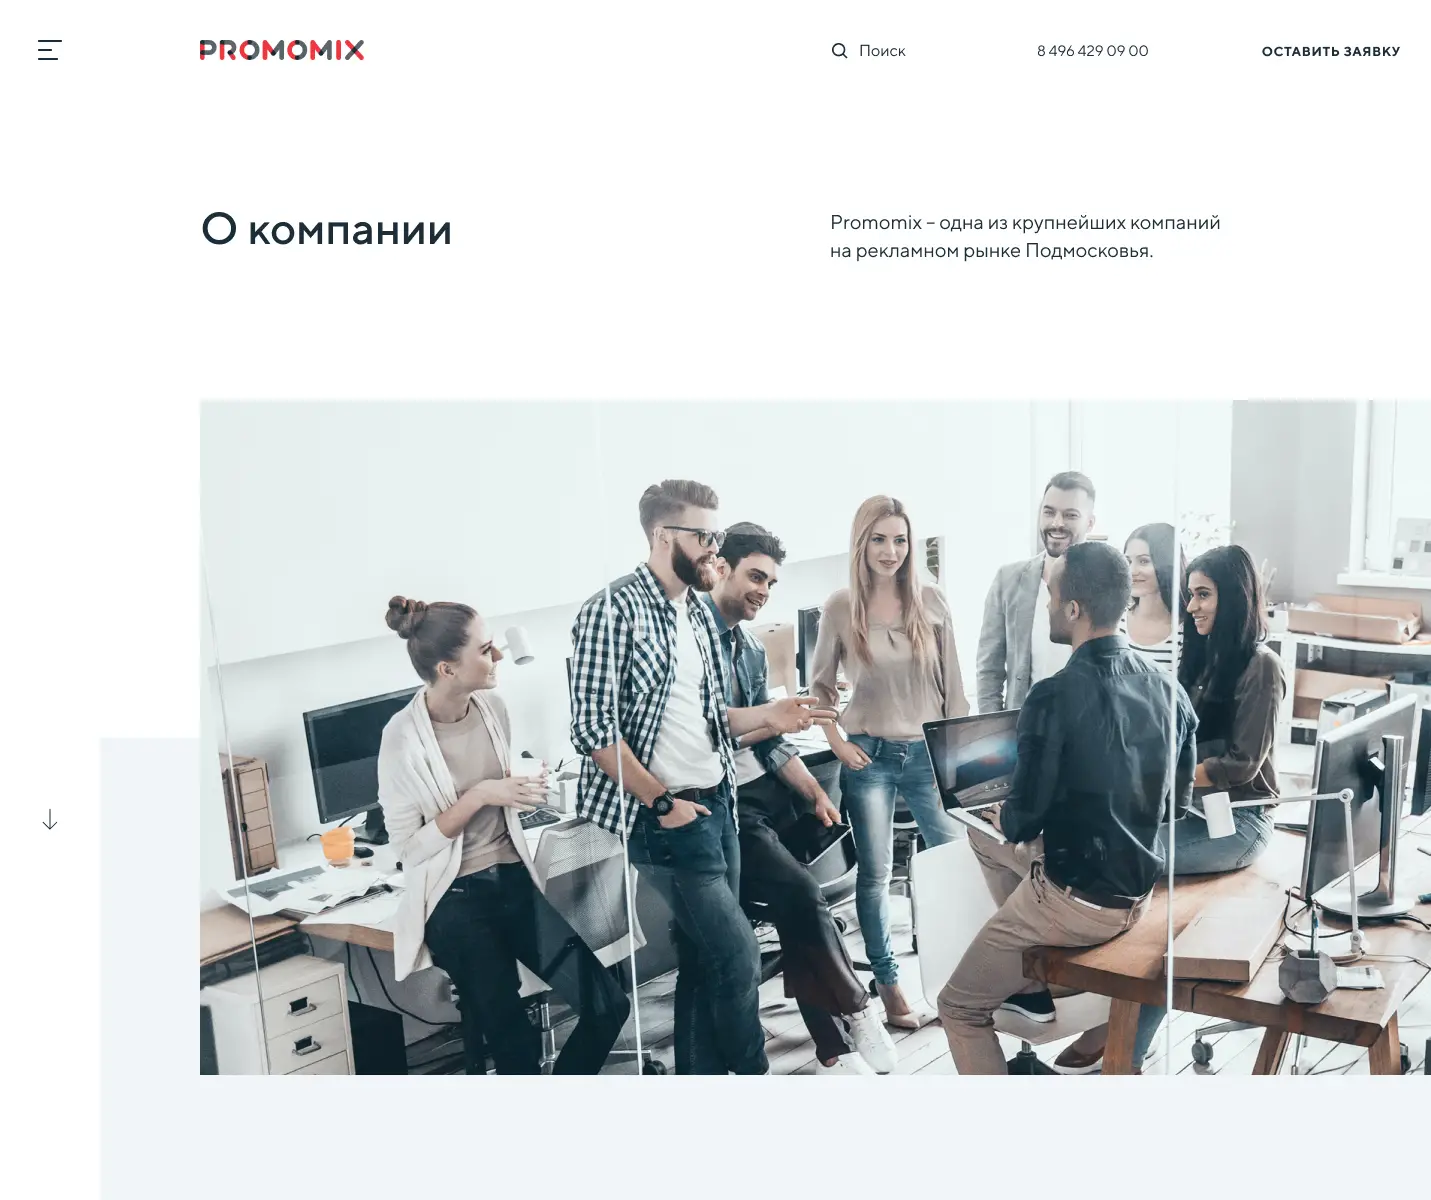 PROMOMIX
Поиск
8 496 429 09 00
ОСТАВИТЬ ЗАЯВКУ
О компании
Promomix – одна из крупнейших компаний
на рекламном рынке Подмосковья.